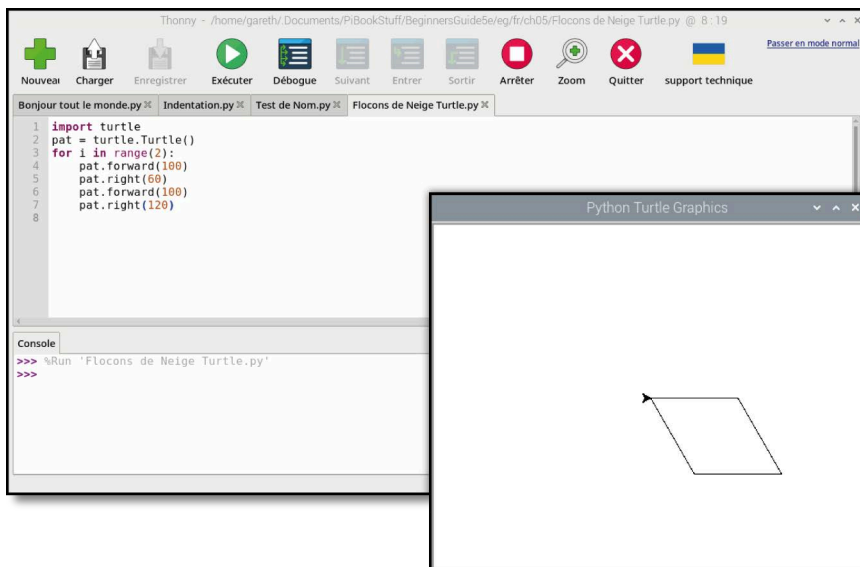 Thonny - /home/gareth/.Documents/PiBookStuff/BeginnersGuide5e/eg/fr/ch05/Flocons de Neige Turtle.py @ 8 : 19
Nouveau Charger Enregistrer Exécuter Débogue Suivant Entrer Sortir Arrêter Zoom Quitter support technique
Passer en mode normal
Bonjour tout le monde.py Indentation.py Test de Nom.py Flocons de Neige Turtle.py
1 import turtle
2 pat = turtle.Turtle()
3 for i in range(2):
4     pat.forward(100)
5     pat.right(60)
6     pat.forward(100)
7     pat.right(120)
8
Console
>>> %Run 'Flocons de Neige Turtle.py'
>>>
Python Turtle Graphics